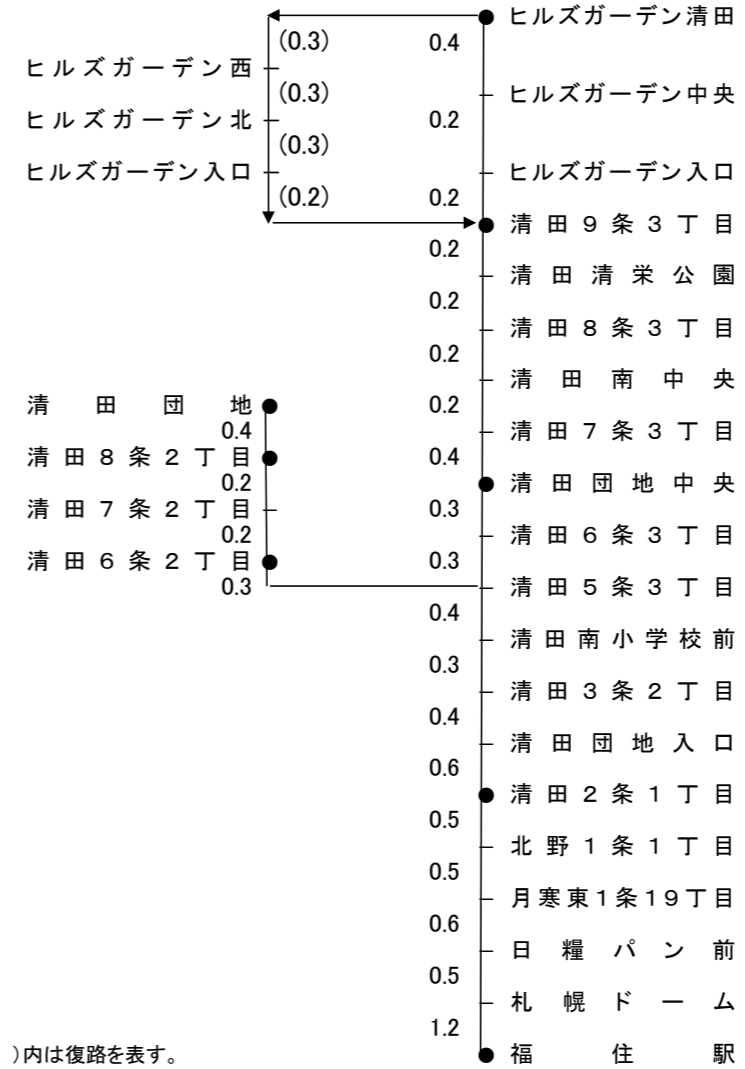 ヒルズガーデン清田
(0.3) 0.4
ヒルズガーデン西
(0.3) ヒルズガーデン中央
ヒルズガーデン北 0.2
(0.3)
ヒルズガーデン入口 ヒルズガーデン入口
(0.2) 0.2
清田9条3丁目
0.2
清田清栄公園
0.2
清田8条3丁目
0.2
清田南中央
清田団地 0.2
0.4 清田7条3丁目
清田8条2丁目 0.4
0.2 清田団地中央
清田7条2丁目 0.3
0.2 清田6条3丁目
清田6条2丁目 0.3
0.3 清田5条3丁目
0.4
清田南小学校前
0.3
清田3条2丁目
0.4
清田団地入口
0.6
清田2条1丁目
0.5
北野1条1丁目
0.5
月寒東1条19丁目
0.6
日糧パン前
0.5
札幌ドーム
1.2
)内は復路を表す。 福住駅